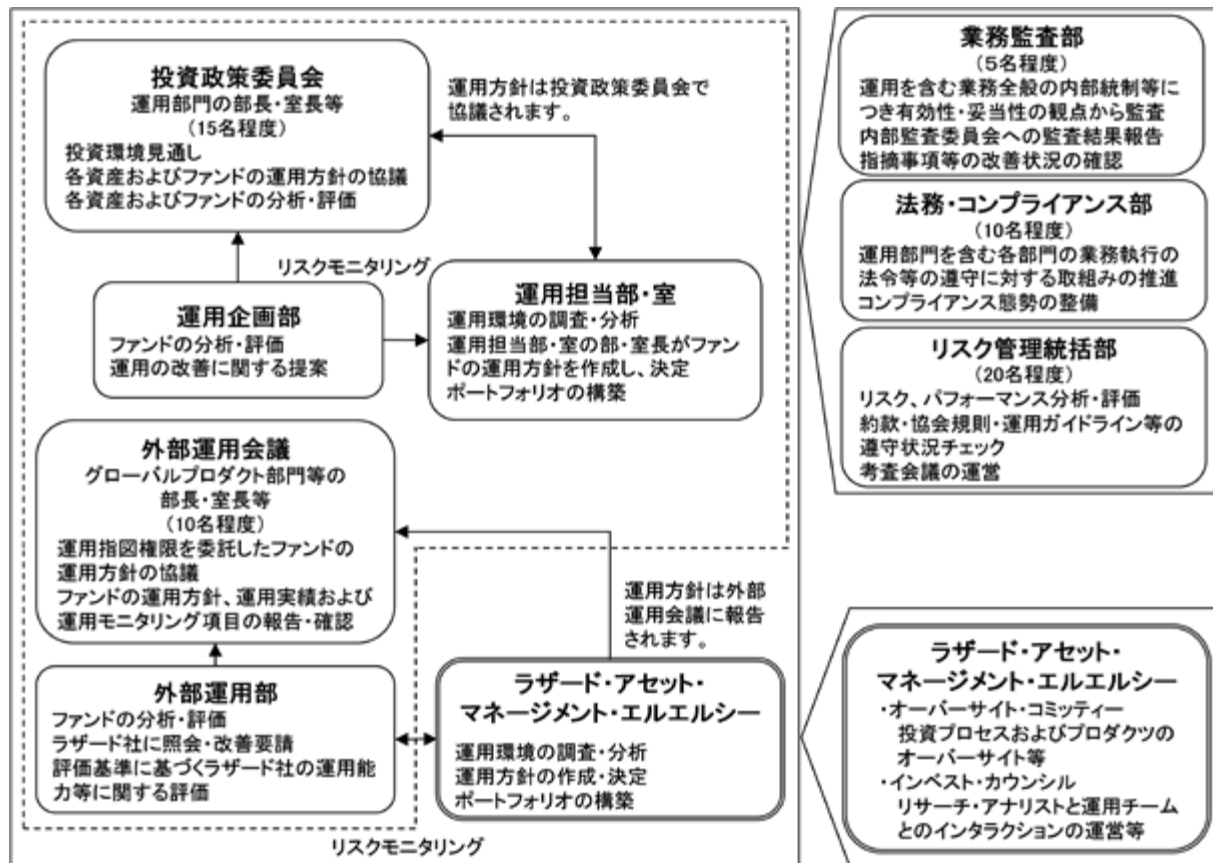 投資政策委員会
運用部門の部長・室長等
(15名程度)
投資環境見通し
各資産およびファンドの運用方針の協議
各資産およびファンドの分析・評価
運用方針は投資政策委員会で
協議されます。
リスクモニタリング
運用企画部
ファンドの分析・評価
運用の改善に関する提案
運用担当部・室
運用環境の調査・分析
運用担当部・室の部・室長がファン
ドの運用方針を作成し、決定
ポートフォリオの構築
外部運用会議
グローバルプロダクト部門等の
部長・室長等
(10名程度)
運用指図権限を委託したファンドの
運用方針の協議
ファンドの運用方針、運用実績および
運用モニタリング項目の報告・確認
運用方針は外部
運用会議に報告
されます。
外部運用部
ファンドの分析・評価
ラザード社に照会・改善要請
評価基準に基づくラザード社の運用能
力等に関する評価
ラザード・アセット・
マネージメント・エルエルシー
運用環境の調査・分析
運用方針の作成・決定
ポートフォリオの構築
リスクモニタリング
業務監査部
(5名程度)
運用を含む業務全般の内部統制等に
つき有効性・妥当性の観点から監査
内部監査委員会への監査結果報告
指摘事項等の改善状況の確認
法務・コンプライアンス部
(10名程度)
運用部門を含む各部門の業務執行の
法令等の遵守に対する取組みの推進
コンプライアンス態勢の整備
リスク管理統括部
(20名程度)
リスク、パフォーマンス分析・評価
約款・協会規則・運用ガイドライン等の
遵守状況チェック
考査会議の運営
ラザード・アセット・
マネージメント・エルエルシー
・オーバーサイト・コミッティー
投資プロセスおよびプロダクツの
オーバーサイト等
・インベスト・カウンシル
リサーチ・アナリストと運用チーム
とのインタラクションの運営等